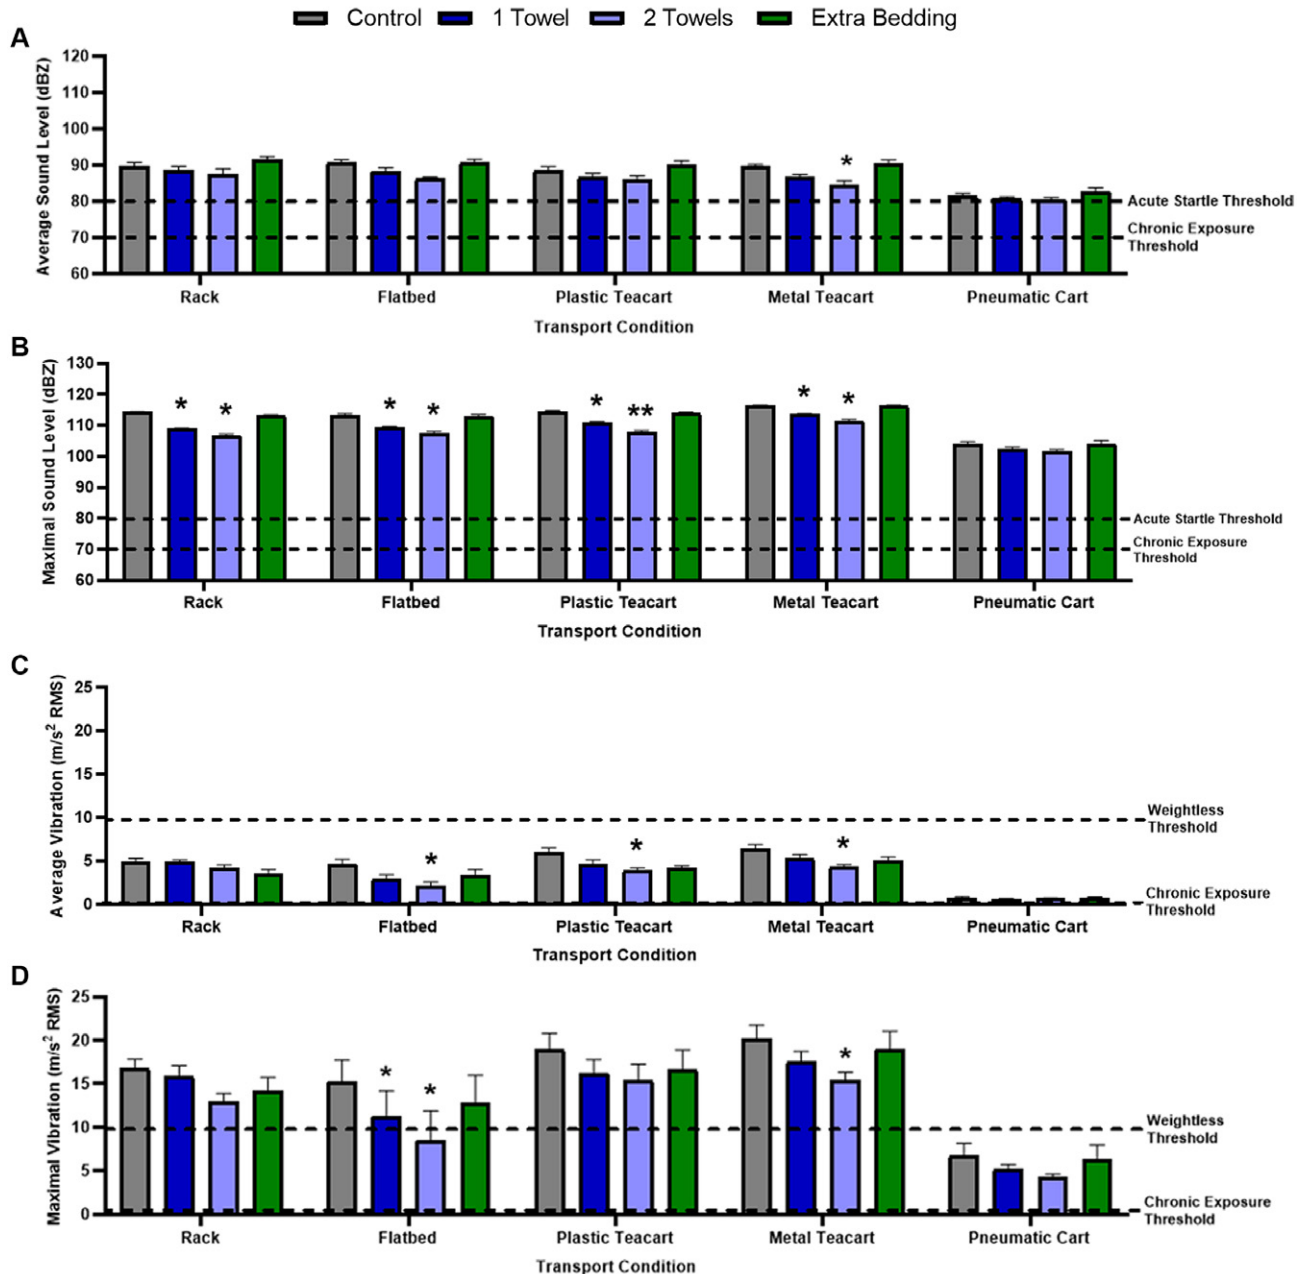 Control 1 Towel 2 Towels Extra Bedding
A
Average Sound Level (dBZ)
120
110
100
90
80
70
60
*
Acute Startle Threshold
Chronic Exposure
Threshold
Rack Flatbed Plastic Teacart Metal Teacart Pneumatic Cart
Transport Condition
B
Maximal Sound Level (dBZ)
130
120
110
100
90
80
70
60
* * * * * ** * *
Acute Startle Threshold
Chronic Exposure
Threshold
Rack Flatbed Plastic Teacart Metal Teacart Pneumatic Cart
Transport Condition
C
Average Vibration (m/s² RMS)
25
20
15
10
5
0
* * *
Weightless
Threshold
Chronic Exposure
Threshold
Rack Flatbed Plastic Teacart Metal Teacart Pneumatic Cart
Transport Condition
D
Maximal Vibration (m/s² RMS)
25
20
15
10
5
0
* * *
Weightless
Threshold
Chronic Exposure
Threshold
Rack Flatbed Plastic Teacart Metal Teacart Pneumatic Cart
Transport Condition